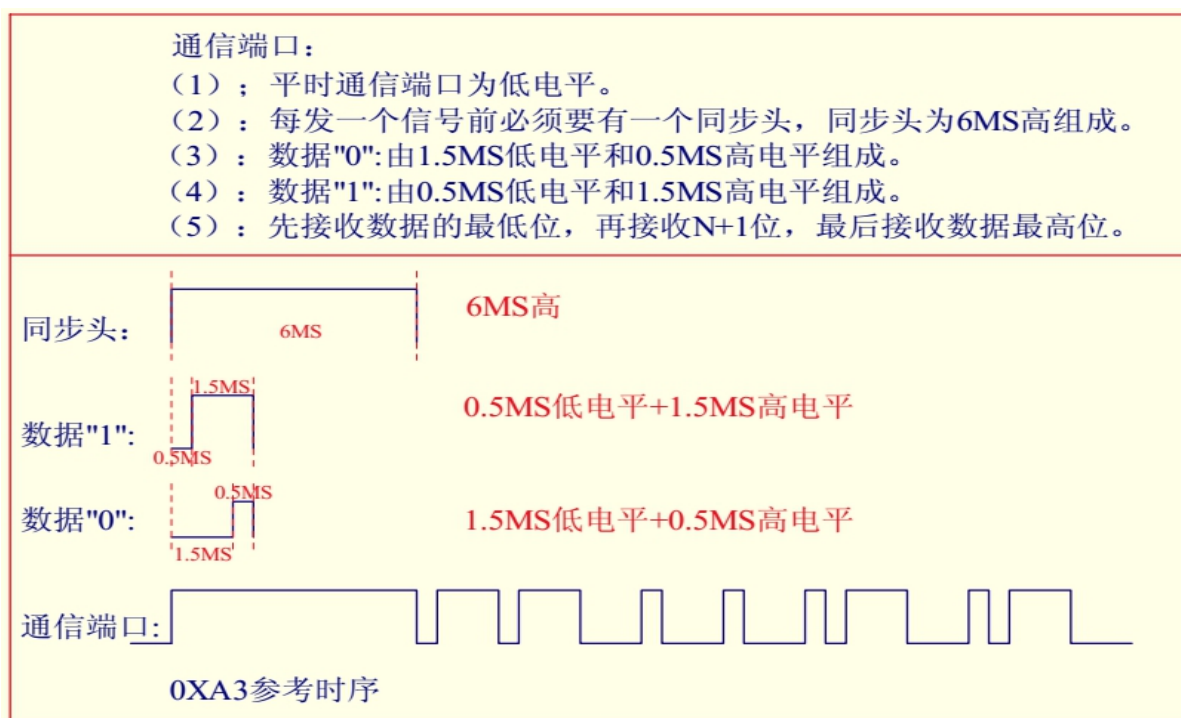 通信端口：
（1）；平时通信端口为低电平。
（2）：每发一个信号前必须要有一个同步头，同步头为6MS高组成。
（3）：数据"0":由1.5MS低电平和0.5MS高电平组成。
（4）：数据"1":由0.5MS低电平和1.5MS高电平组成。
（5）：先接收数据的最低位，再接收N+1位，最后接收数据最高位。
6MS高
同步头：
6MS
1.5MS
0.5MS低电平+1.5MS高电平
数据"1":
0.5MS
0.5MS
数据"0":
1.5MS低电平+0.5MS高电平
1.5MS
通信端口:
0XA3参考时序